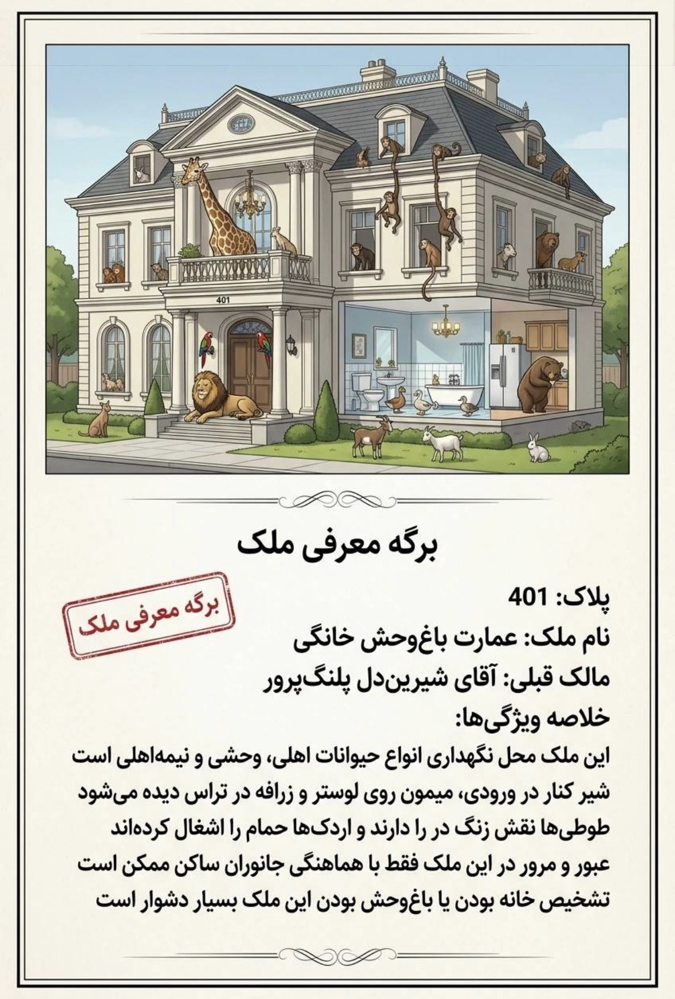 401
برگه معرفی ملک
برگه معرفی ملک
پلاک: 401
نام ملک: عمارت باغ‌وحش خانگی
مالک قبلی: آقای شیرین‌دل پلنگ‌پرور
خلاصه ویژگی‌ها:
این ملک محل نگهداری انواع حیوانات اهلی، وحشی و نیمه‌اهلی است
شیر کنار در ورودی، میمون روی لوستر و زرافه در تراس دیده می‌شود
طوطی‌ها نقش زنگ در را دارند و اردک‌ها حمام را اشغال کرده‌اند
عبور و مرور در این ملک فقط با هماهنگی جانوران ساکن ممکن است
تشخیص خانه بودن یا باغ‌وحش بودن این ملک بسیار دشوار است